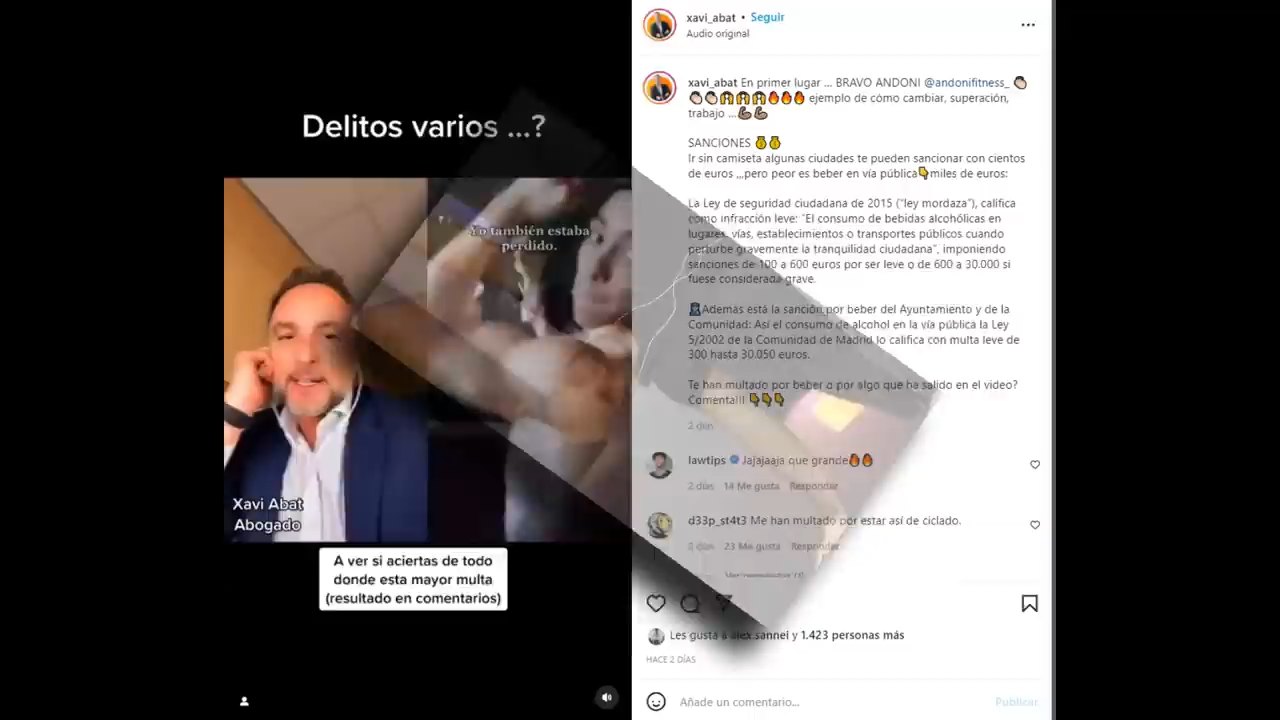 Delitos varios ...?
Yo también estaba
perdido.
Xavi Abat
Abogado
A ver si aciertas de todo
donde esta mayor multa
(resultado en comentarios)
xavi_abat • Seguir
Audio original
xavi_abat En primer lugar ... BRAVO ANDONI @andonifitness_ 👏🏻
👏🏻👏🏻🙌🙌🙌🔥🔥🔥 ejemplo de cómo cambiar, superación,
trabajo ...💪🏽💪🏽
SANCIONES 💰💰
Ir sin camiseta algunas ciudades te pueden sancionar con cientos
de euros ,,,pero peor es beber en vía pública👇miles de euros:
La Ley de seguridad ciudadana de 2015 ("ley mordaza"), califica
como infracción leve: "El consumo de bebidas alcohólicas en
lugares, vías, establecimientos o transportes públicos cuando
perturbe gravemente la tranquilidad ciudadana", imponiendo
sanciones de 100 a 600 euros por ser leve o de 600 a 30.000 si
fuese considerada grave.
Ademas está la sanción por beber del Ayuntamiento y de la
Comunidad: Así el consumo de alcohol en la vía pública la Ley
5/2002 de la Comunidad de Madrid lo califica con multa leve de
300 hasta 30.050 euros.
Te han multado por beber o por algo que ha salido en el video?
Comenta!!! 👇👇👇
2 días
lawtips Jajajaaja que grande🔥🔥
2 días 14 Me gusta Responder
d33p_st4t3 Me han multado por estar así de ciclado.
2 días 23 Me gusta Responder
Les gusta a alex.sannei y 1.423 personas más
HACE 2 DÍAS
Añade un comentario...
Publicar